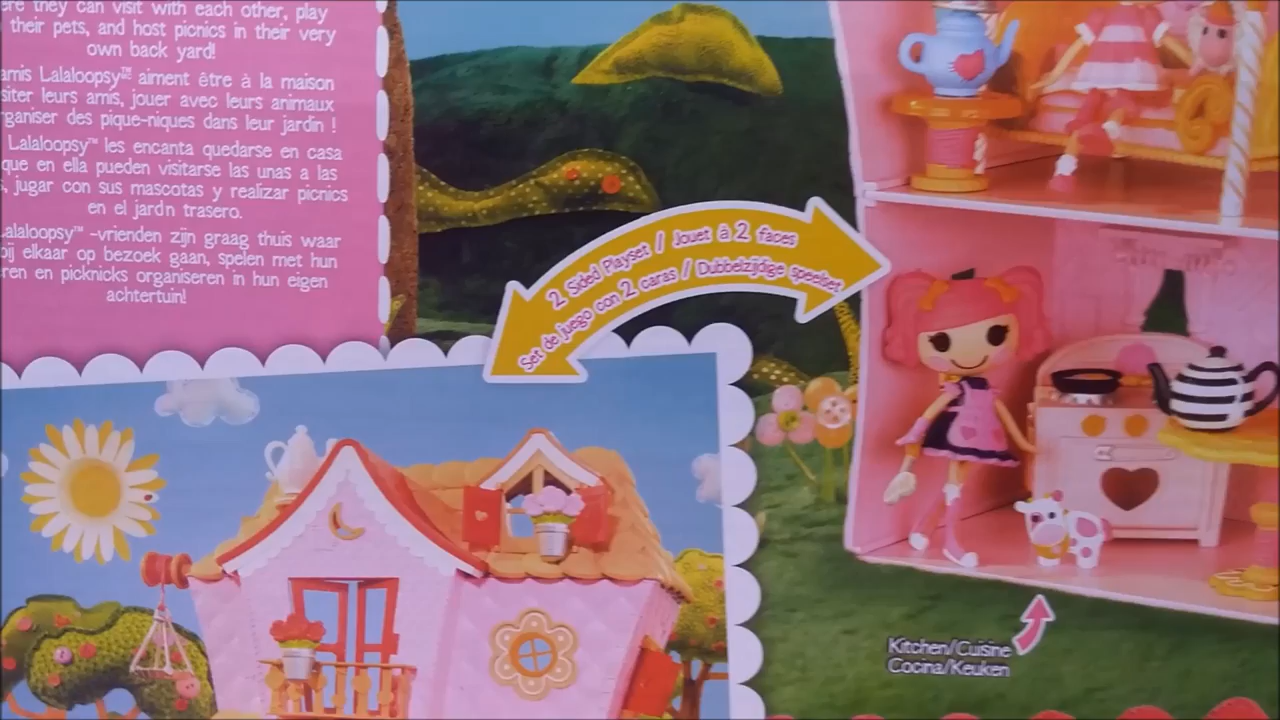 ere they can visit with each other, play
their pets, and host picnics in their very
own back yard!
amis Lalaloopsy™ aiment être à la maison
siter leurs amis, jouer avec leurs animaux
rganiser des pique-niques dans leur jardin !
Lalaloopsy™ les encanta quedarse en casa
que en ella pueden visitarse las unas a las
s, jugar con sus mascotas y realizar picnics
en el jardn trasero.
Lalaloopsy™ -vrienden zijn graag thuis waar
oij elkaar op bezoek gaan, spelen met hun
ren en picknicks organiseren in hun eigen
achtertuin!
2 Sided Playset / Jouet à 2 faces
Set de juego con 2 caras / Dubbelzijdige speelset
Kitchen/Cuisine
Cocina/Keuken